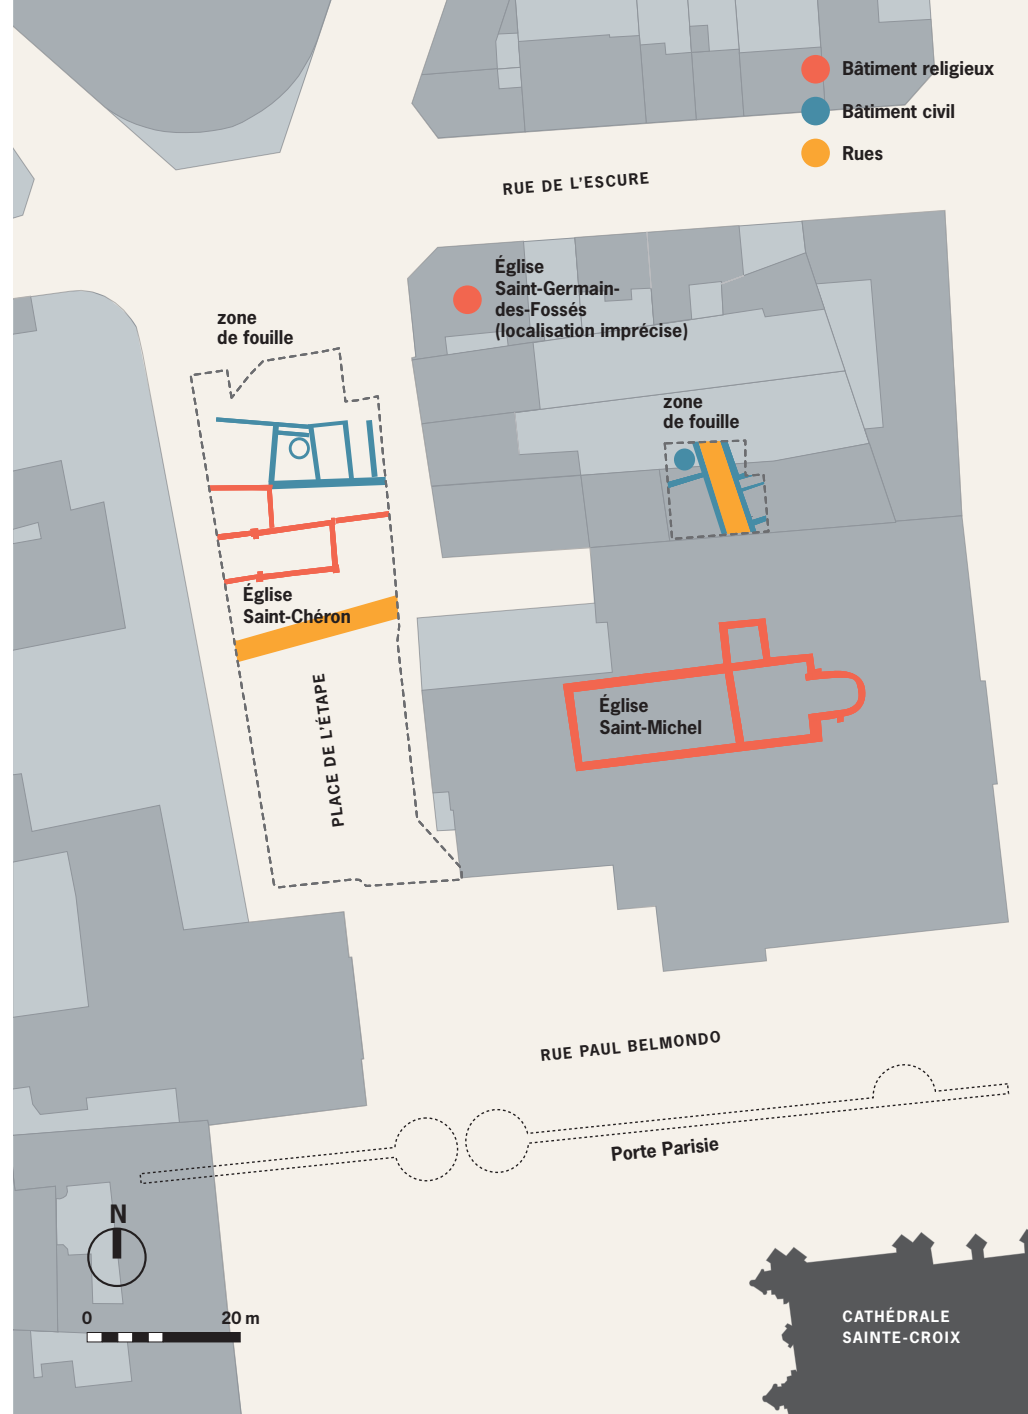 Bâtiment religieux
Bâtiment civil
Rues
RUE DE L'ESCURE
Église
Saint-Germain-
des-Fossés
(localisation imprécise)
zone
de fouille
zone
de fouille
Église
Saint-Chéron
PLACE DE L'ÉTAPE
Église
Saint-Michel
RUE PAUL BELMONDO
Porte Parisie
N
0 20 m
CATHÉDRALE
SAINTE-CROIX